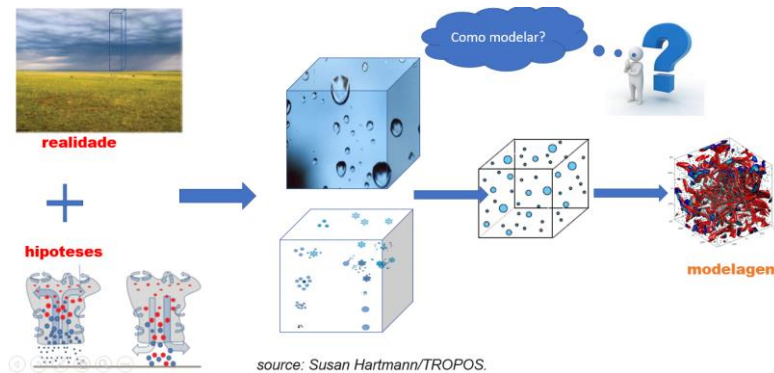 Como modelar?
realidade
+
hipoteses
modelagen
source: Susan Hartmann/TROPOS.